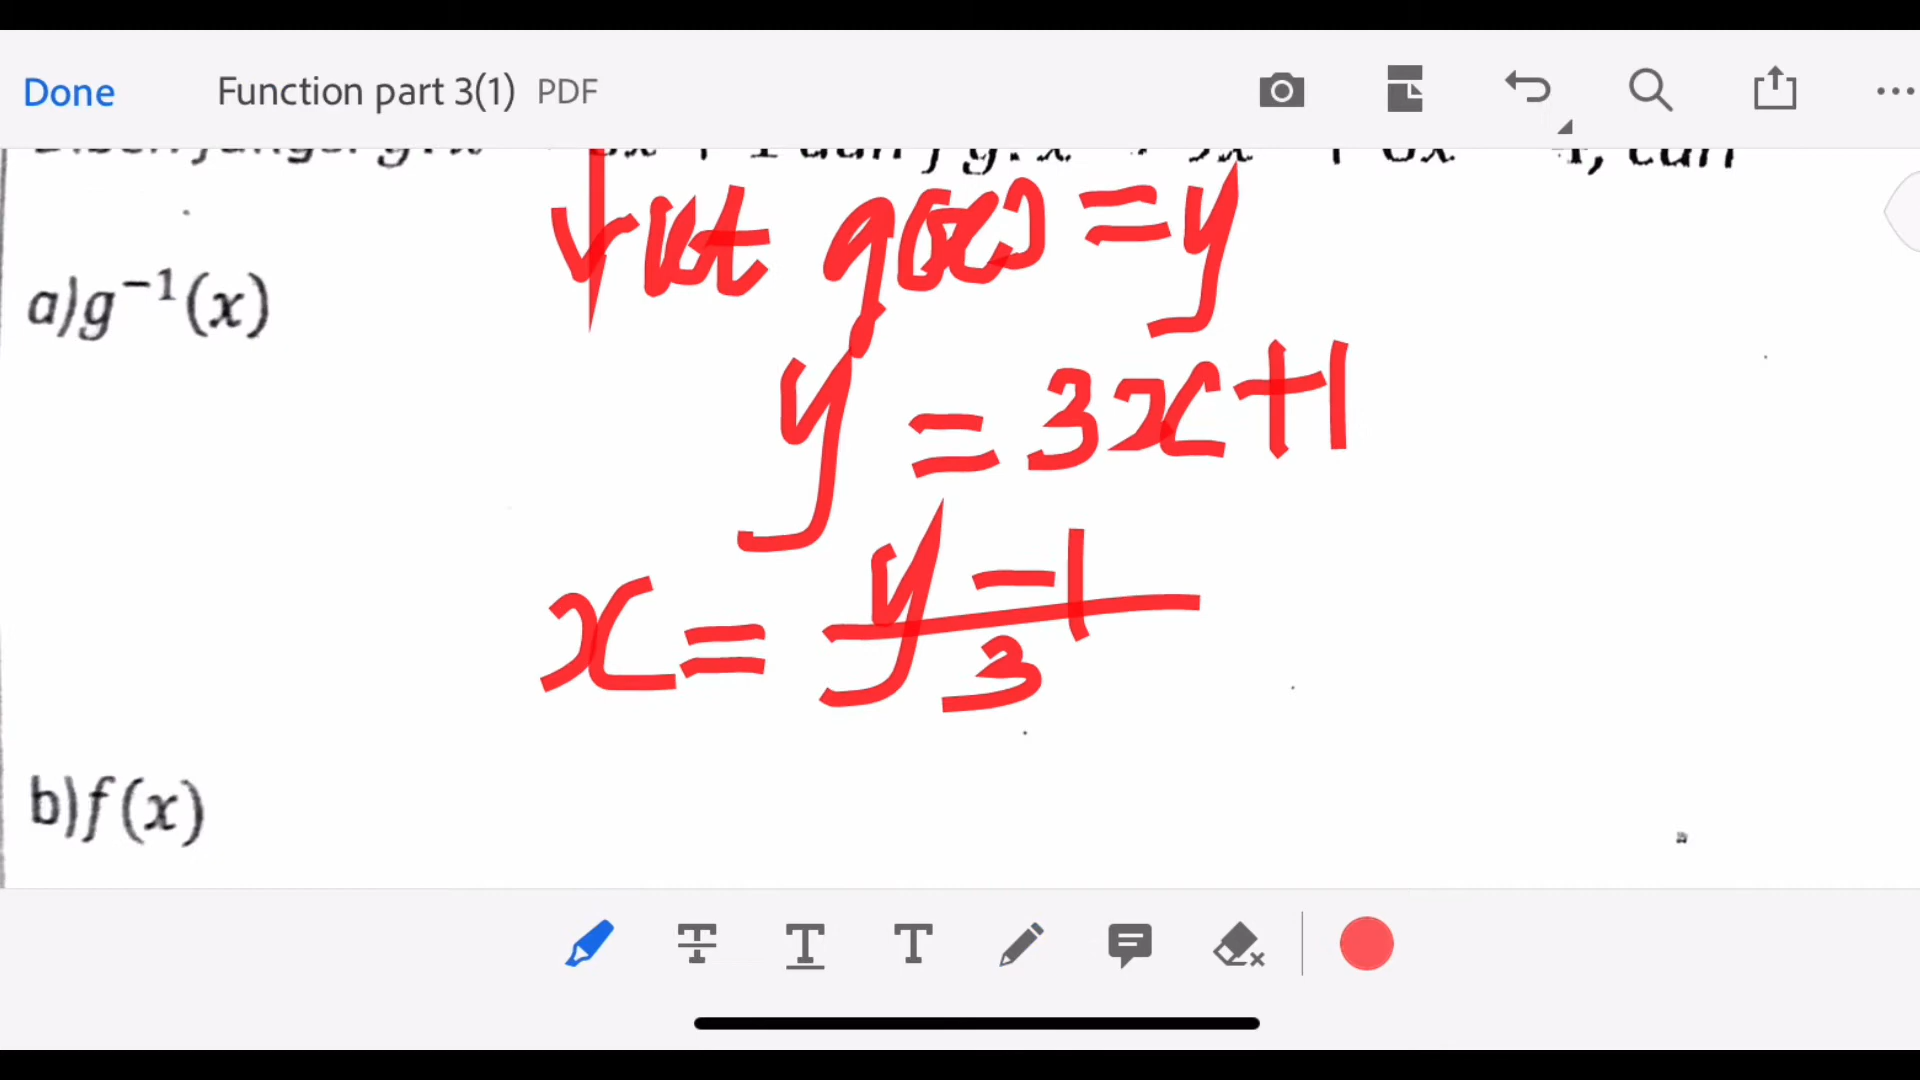 Done Function part 3(1) PDF
let g(x) = y
a)g⁻¹(x)
y = 3x+1
x = y-1
3
b)f(x)